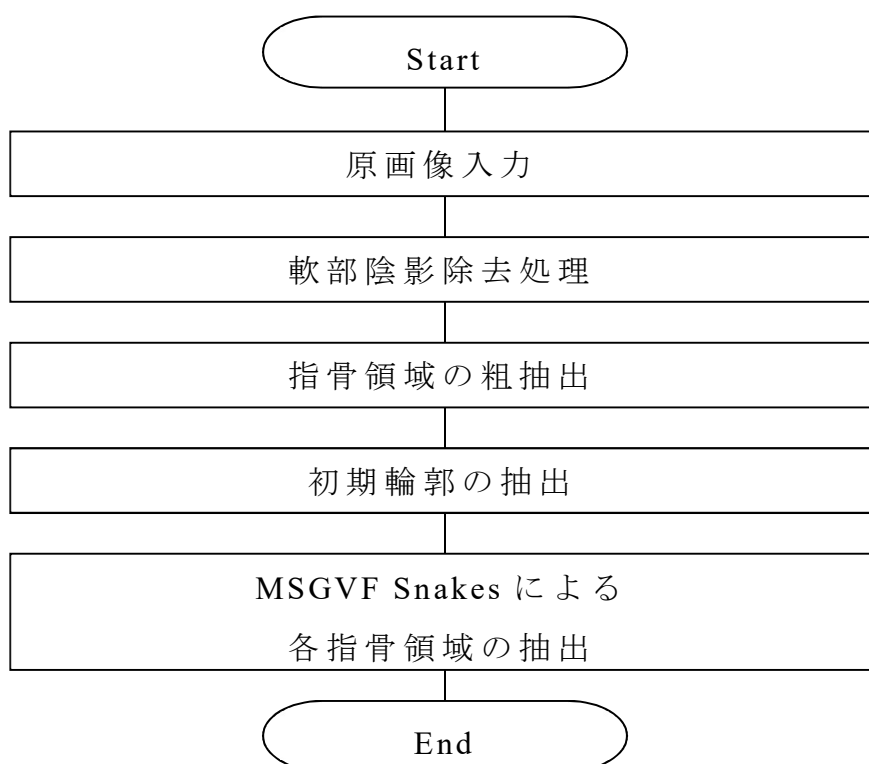 Start
原画像入力
軟部陰影除去処理
指骨領域の粗抽出
初期輪郭の抽出
MSGVF Snakes による
各指骨領域の抽出
End